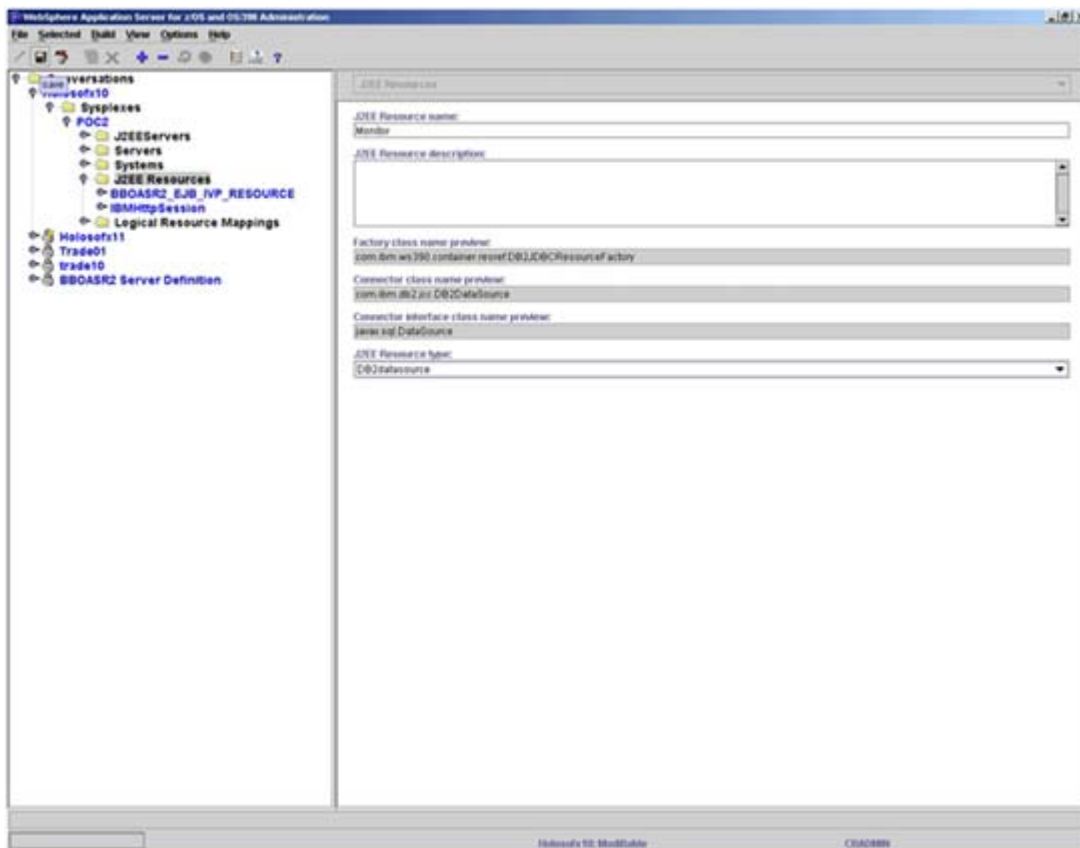 WebSphere Application Server for z/OS and OS/390 Administration
File Selected Build View Options Help
Conversations
save
Holosofx10
Sysplexes
POC2
J2EEServers
Servers
Systems
J2EE Resources
BBOASR2_EJB_IVP_RESOURCE
IBMHttpSession
Logical Resource Mappings
Holosofx11
Trade01
trade10
BBOASR2 Server Definition
J2EE Resources
J2EE Resource name:
Monitor
J2EE Resource description:
Factory class name preview:
com.ibm.ws390.container.resref.DB2JDBCResourceFactory
Connector class name preview:
com.ibm.db2.jcc.DB2DataSource
Connector interface class name preview:
javax.sql.DataSource
J2EE Resource type:
DB2datasource
Holosofx10: Modifiable
CBADMIN